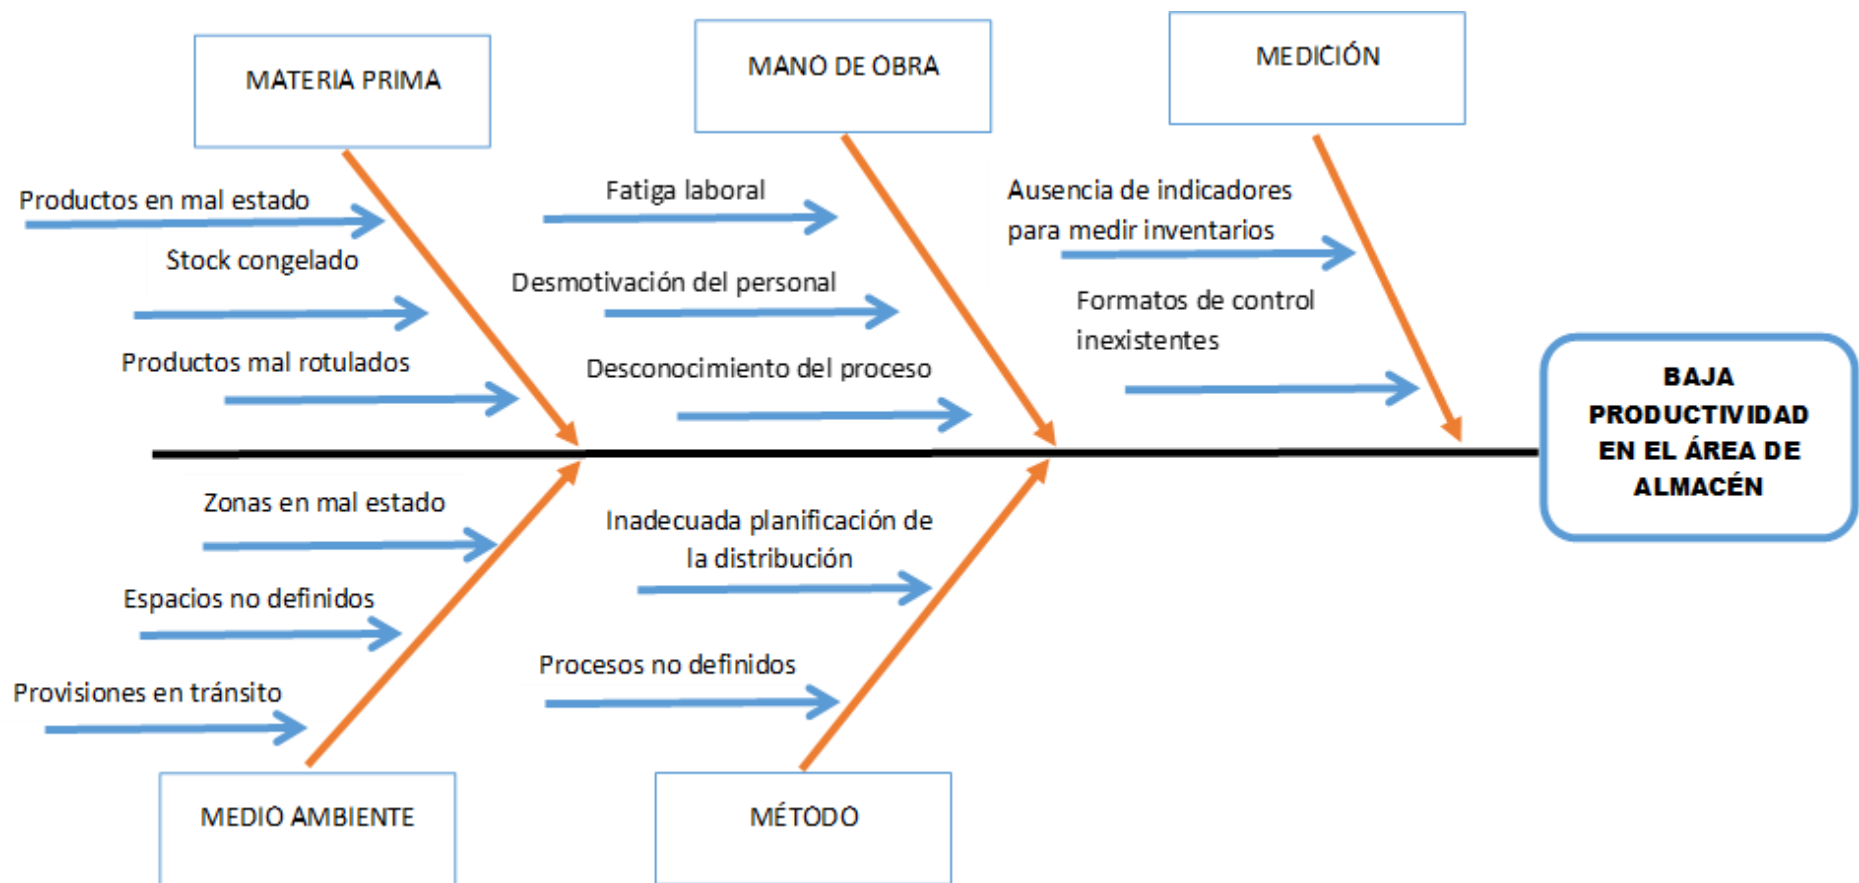 MATERIA PRIMA
MANO DE OBRA
MEDICIÓN
Productos en mal estado
Stock congelado
Productos mal rotulados
Fatiga laboral
Desmotivación del personal
Desconocimiento del proceso
Ausencia de indicadores
para medir inventarios
Formatos de control
inexistentes
BAJA
PRODUCTIVIDAD
EN EL ÁREA DE
ALMACÉN
Zonas en mal estado
Espacios no definidos
Provisiones en tránsito
Inadecuada planificación de
la distribución
Procesos no definidos
MEDIO AMBIENTE
MÉTODO